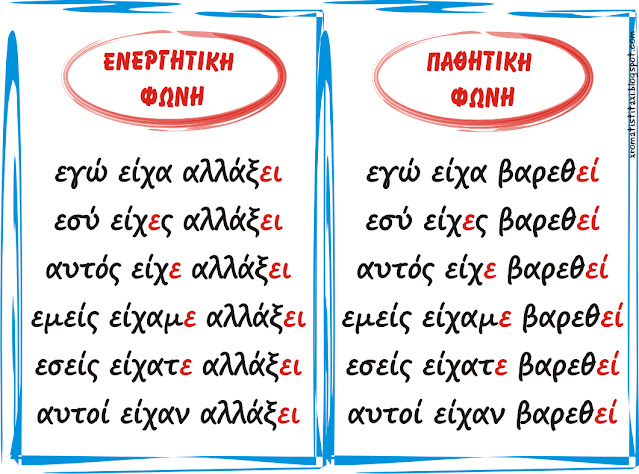 ΕΝΕΡΓΗΤΙΚΗ
ΦΩΝΗ
εγώ είχα αλλάξει
εσύ είχες αλλάξει
αυτός είχε αλλάξει
εμείς είχαμε αλλάξει
εσείς είχατε αλλάξει
αυτοί είχαν αλλάξει
ΠΑΘΗΤΙΚΗ
ΦΩΝΗ
εγώ είχα βαρεθεί
εσύ είχες βαρεθεί
αυτός είχε βαρεθεί
εμείς είχαμε βαρεθεί
εσείς είχατε βαρεθεί
αυτοί είχαν βαρεθεί
xromatistitaxi.blogspot.com